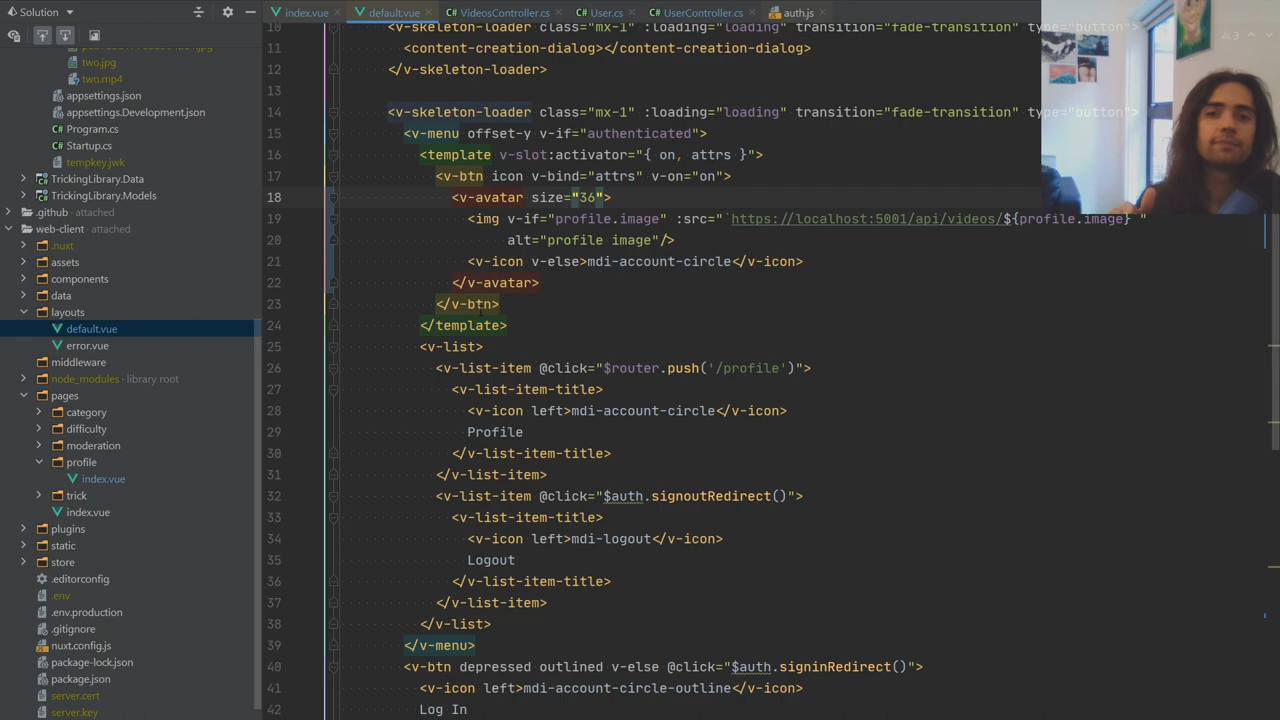 Solution
index.vue
default.vue
VideosController.cs
User.cs
UserController.cs
auth.js
two.jpg
two.mp4
appsettings.json
appsettings.Development.json
Program.cs
Startup.cs
tempkey.jwk
TrickingLibrary.Data
TrickingLibrary.Models
.github attached
web-client attached
.nuxt
assets
components
data
layouts
default.vue
error.vue
middleware
node_modules library root
pages
category
difficulty
moderation
profile
index.vue
trick
index.vue
plugins
static
store
.editorconfig
.env
.env.production
.gitignore
nuxt.config.js
package-lock.json
package.json
server.cert
server.key
10 <v-skeleton-loader class="mx-1" :loading="loading" transition="fade-transition" type="button">
11 <content-creation-dialog></content-creation-dialog>
12 </v-skeleton-loader>
13
14 <v-skeleton-loader class="mx-1" :loading="loading" transition="fade-transition" type="button">
15 <v-menu offset-y v-if="authenticated">
16 <template v-slot:activator="{ on, attrs }">
17 <v-btn icon v-bind="attrs" v-on="on">
18 <v-avatar size="36">
19 <img v-if="profile.image" :src="`https://localhost:5001/api/videos/${profile.image}`"
20 alt="profile image"/>
21 <v-icon v-else>mdi-account-circle</v-icon>
22 </v-avatar>
23 </v-btn>
24 </template>
25 <v-list>
26 <v-list-item @click="$router.push('/profile')">
27 <v-list-item-title>
28 <v-icon left>mdi-account-circle</v-icon>
29 Profile
30 </v-list-item-title>
31 </v-list-item>
32 <v-list-item @click="$auth.signoutRedirect()">
33 <v-list-item-title>
34 <v-icon left>mdi-logout</v-icon>
35 Logout
36 </v-list-item-title>
37 </v-list-item>
38 </v-list>
39 </v-menu>
40 <v-btn depressed outlined v-else @click="$auth.signinRedirect()">
41 <v-icon left>mdi-account-circle-outline</v-icon>
42 Log In